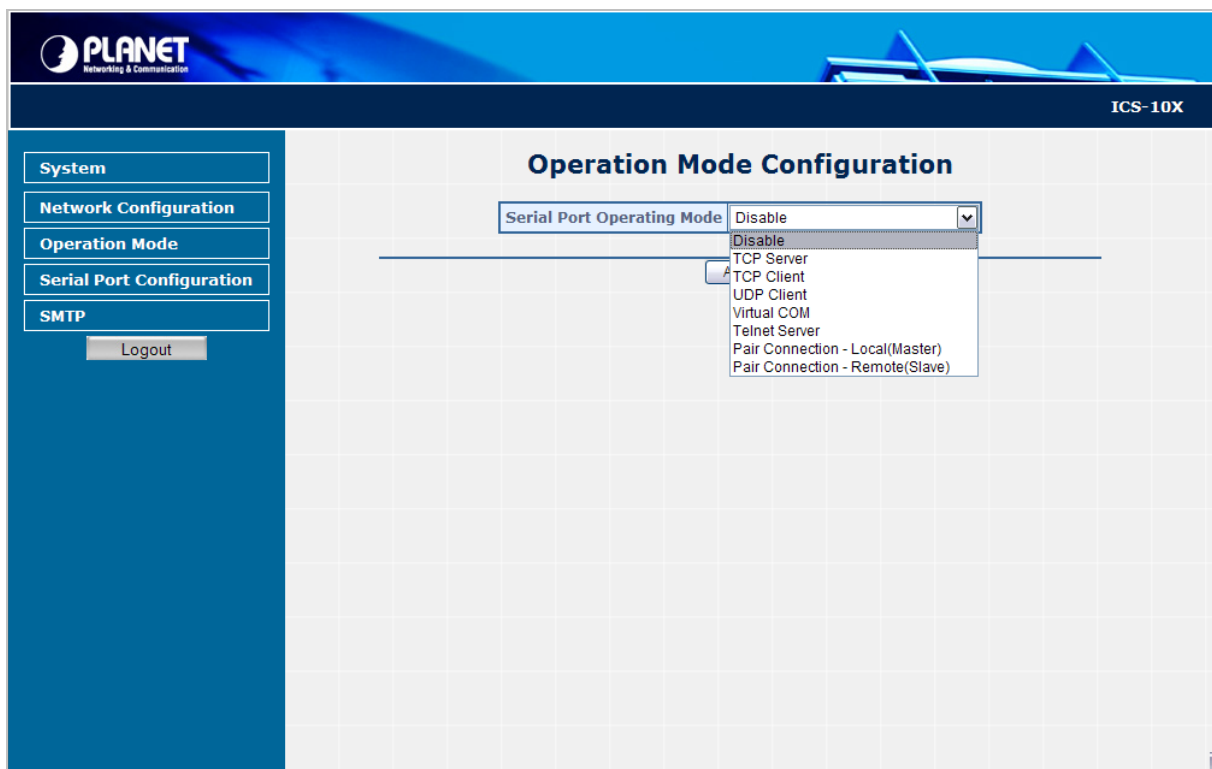 PLANET
Networking & Communication
ICS-10X
System
Network Configuration
Operation Mode
Serial Port Configuration
SMTP
Logout
Operation Mode Configuration
Serial Port Operating Mode Disable
Disable
TCP Server
TCP Client
UDP Client
Virtual COM
Telnet Server
Pair Connection - Local(Master)
Pair Connection - Remote(Slave)